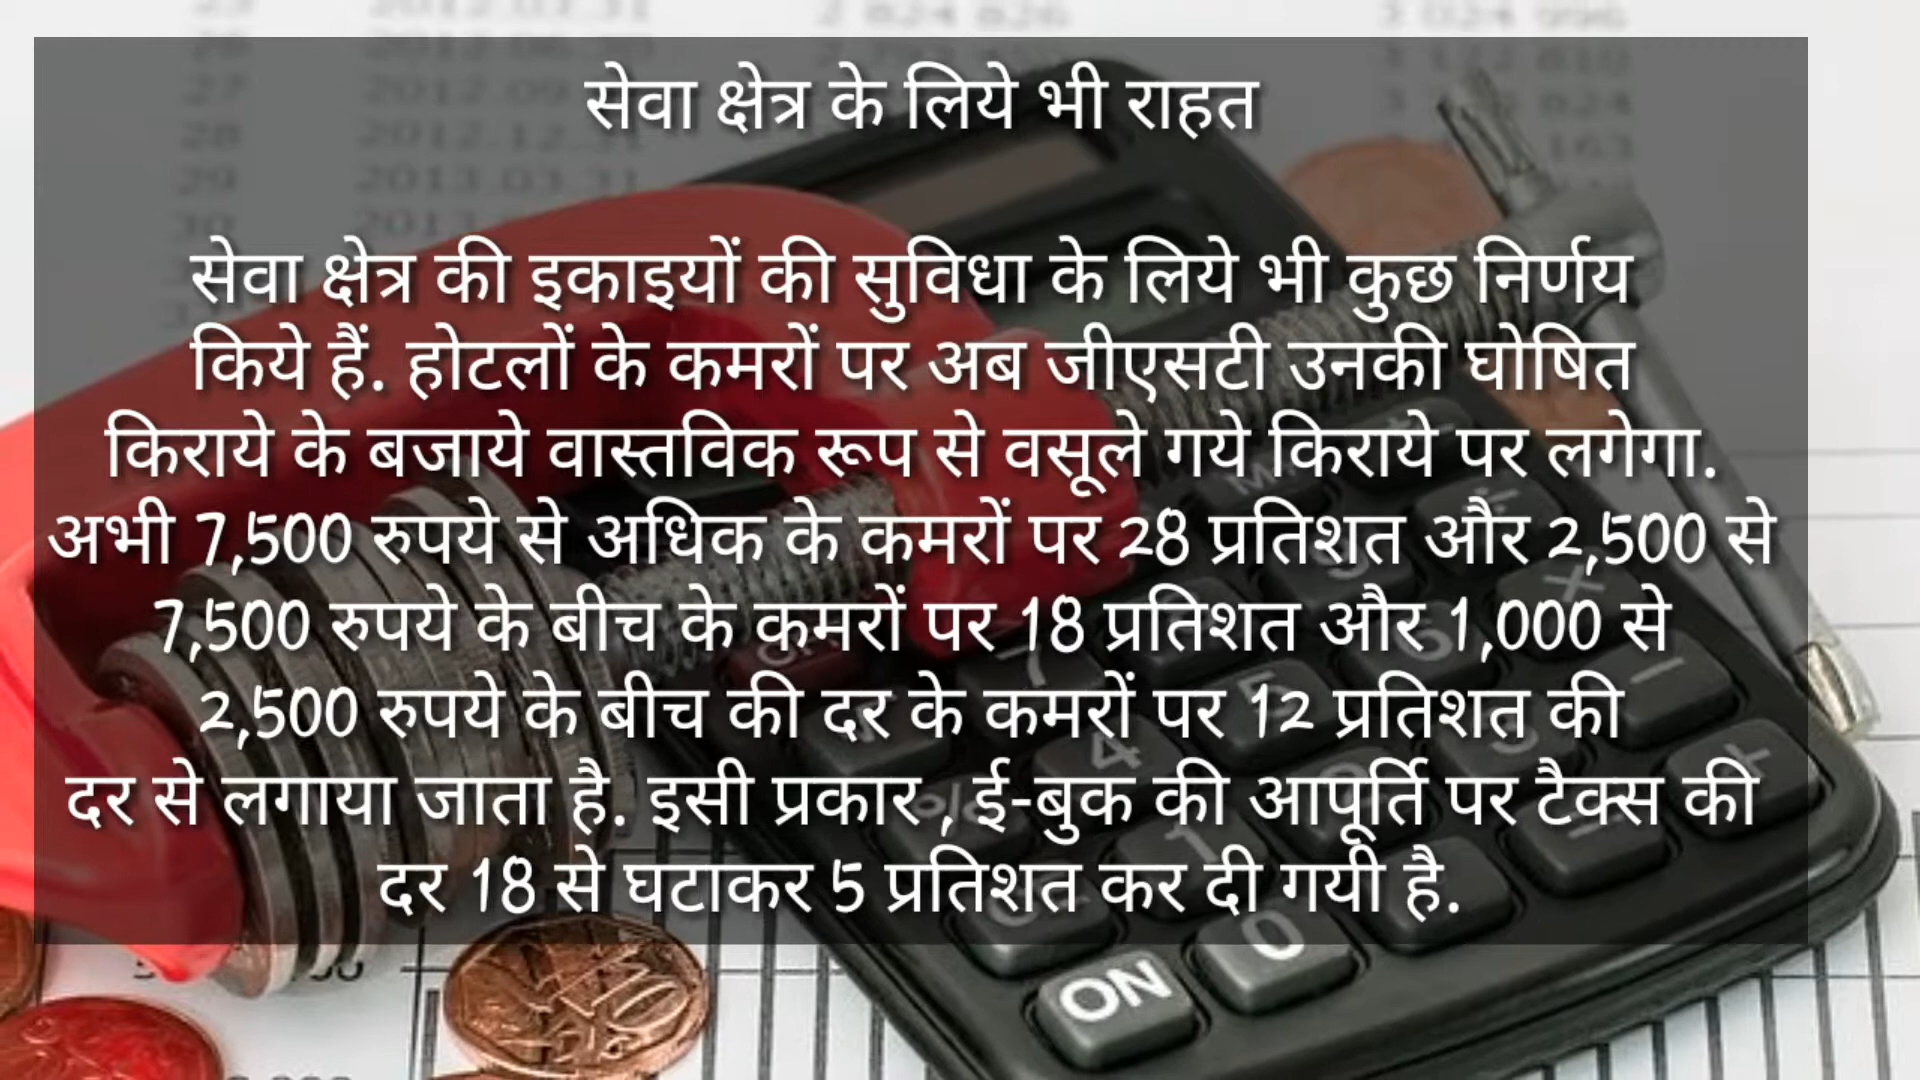 सेवा क्षेत्र के लिये भी राहत
सेवा क्षेत्र की इकाइयों की सुविधा के लिये भी कुछ निर्णय
किये हैं. होटलों के कमरों पर अब जीएसटी उनकी घोषित
किराये के बजाये वास्तविक रूप से वसूले गये किराये पर लगेगा.
अभी 7,500 रुपये से अधिक के कमरों पर 28 प्रतिशत और 2,500 से
7,500 रुपये के बीच के कमरों पर 18 प्रतिशत और 1,000 से
2,500 रुपये के बीच की दर के कमरों पर 12 प्रतिशत की
दर से लगाया जाता है. इसी प्रकार, ई-बुक की आपूर्ति पर टैक्स की
दर 18 से घटाकर 5 प्रतिशत कर दी गयी है.
ON
0